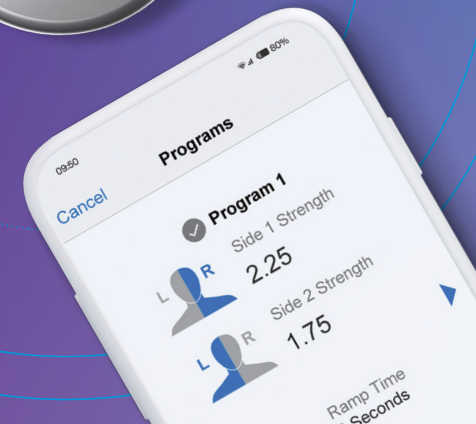 09:50
80%
Programs
Cancel
Program 1
Side 1 Strength
L R
2.25
Side 2 Strength
L R
1.75
Ramp Time
Seconds